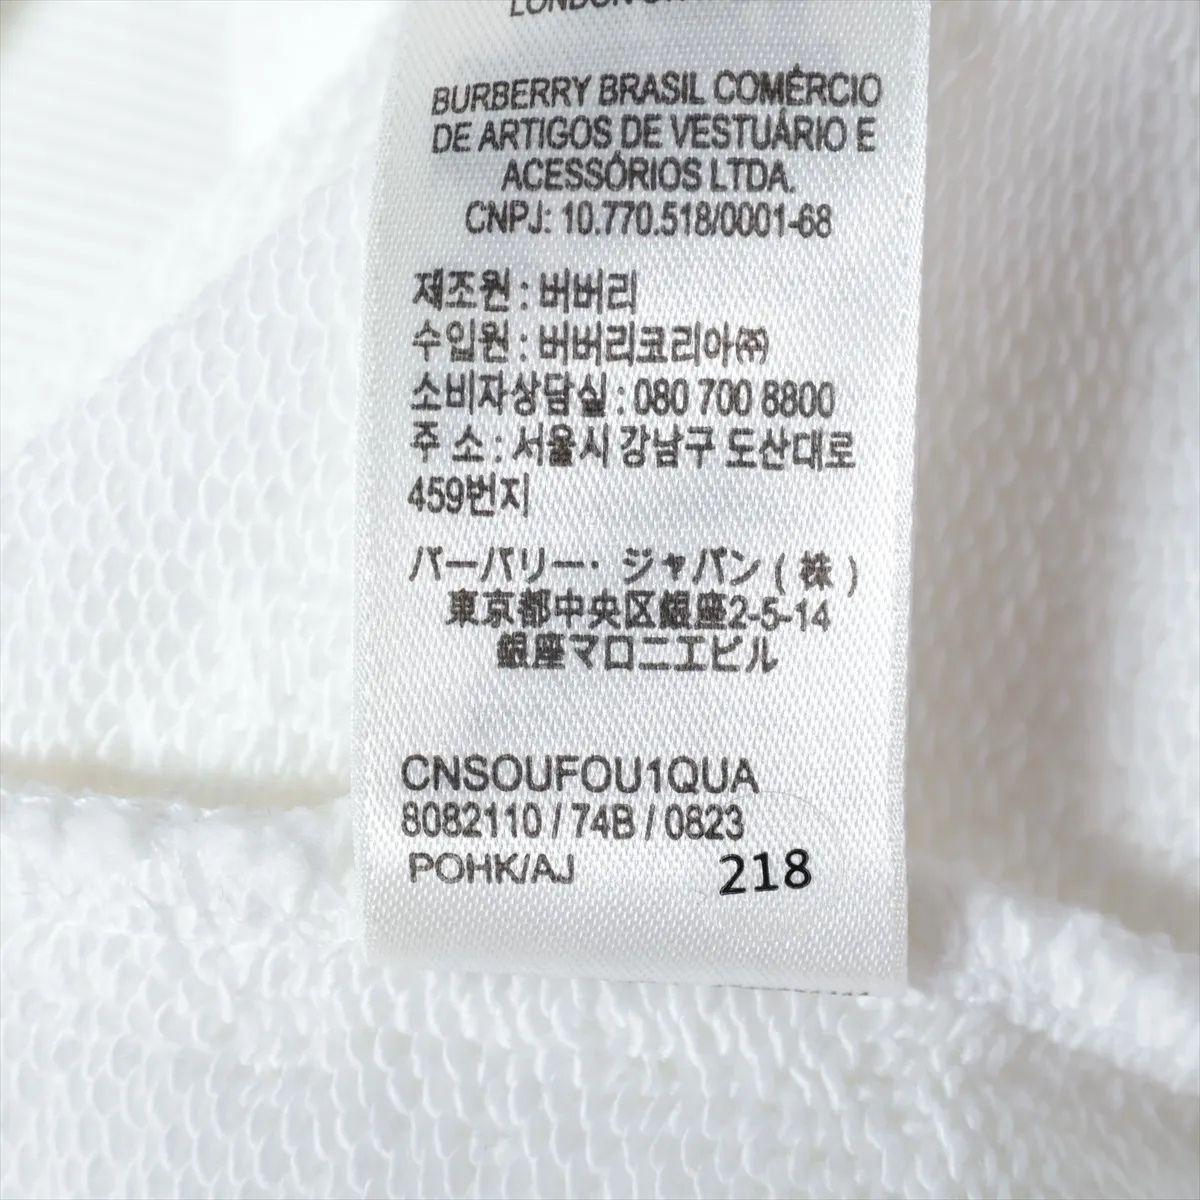 LONDON
BURBERRY BRASIL COMÉRCIO
DE ARTIGOS DE VESTUÁRIO E
ACESSÓRIOS LTDA.
CNPJ: 10.770.518/0001-68
제조원 : 버버리
수입원 : 버버리코리아㈜
소비자상담실 : 080 700 8800
주 소 : 서울시 강남구 도산대로
459번지
バーバリー・ジャパン ( 株 )
東京都中央区銀座2-5-14
銀座マロニエビル
CNSOUFOU1QUA
8082110 / 74B / 0823
POHK/AJ 218